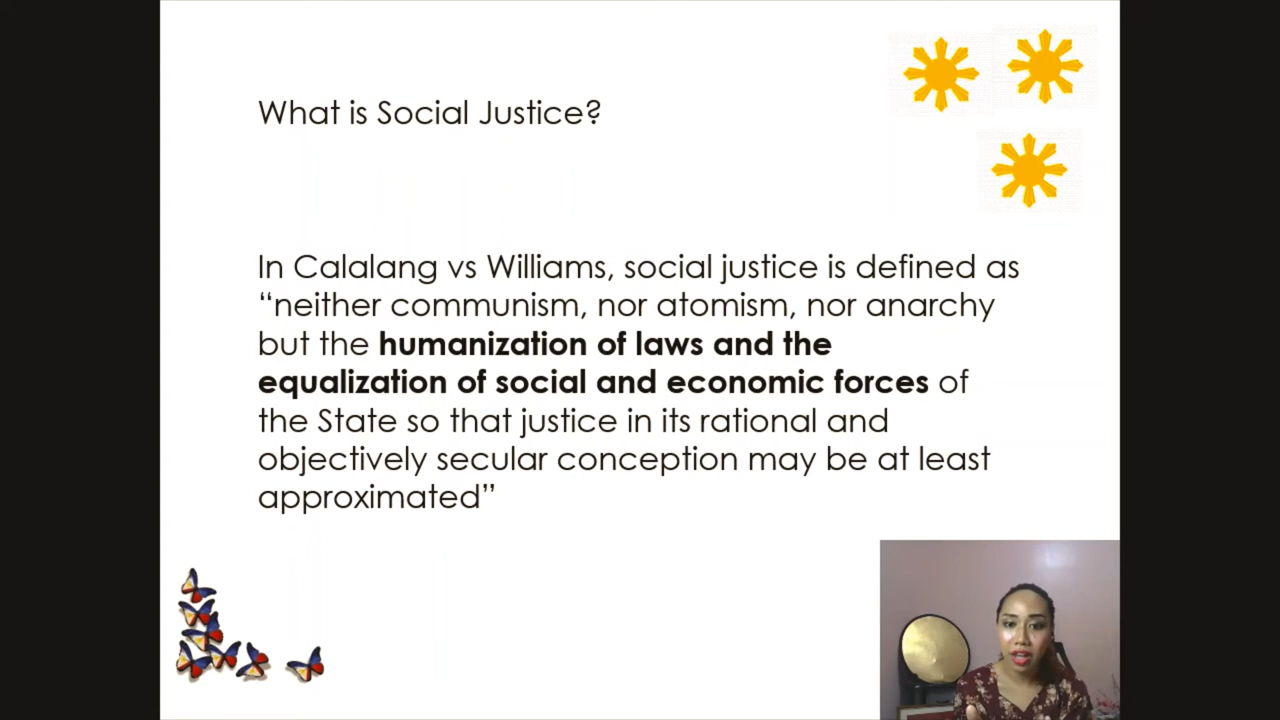 What is Social Justice?
In Calalang vs Williams, social justice is defined as
“neither communism, nor atomism, nor anarchy
but the humanization of laws and the
equalization of social and economic forces of
the State so that justice in its rational and
objectively secular conception may be at least
approximated”